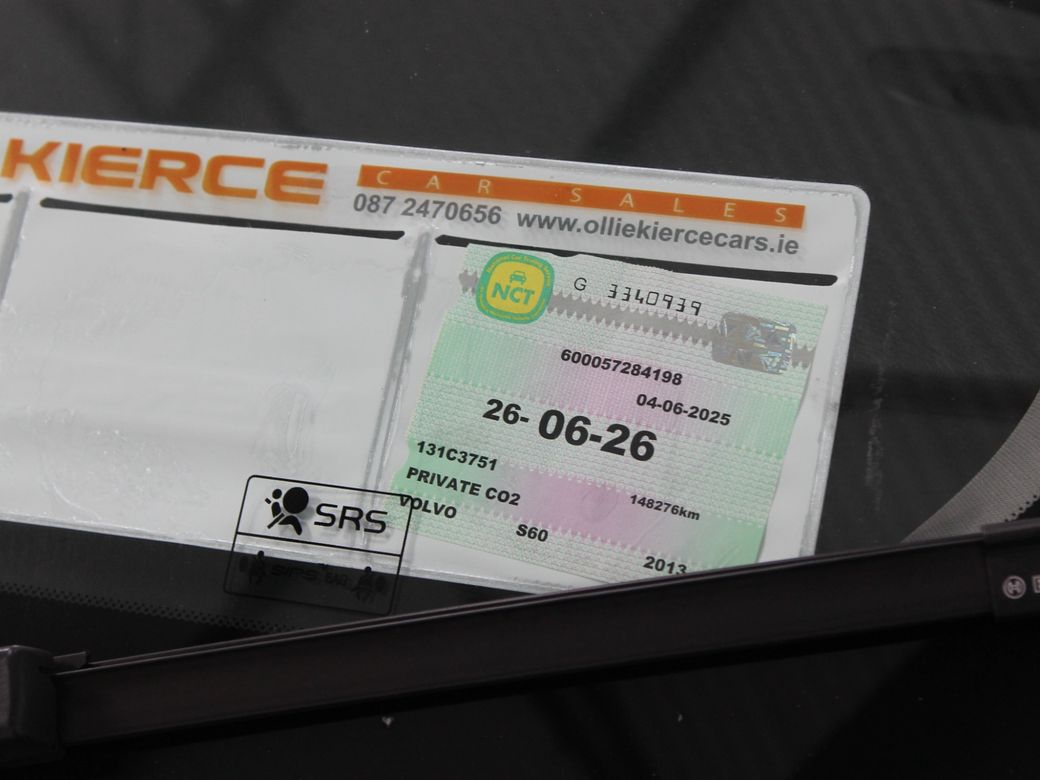 KIERCE
CAR SALES
087 2470656 www.olliekiercecars.ie
NCT
G 3340939
600057284198
04-06-2025
26-06-26
131C3751
PRIVATE CO2
148276km
VOLVO
S60
2013
SRS